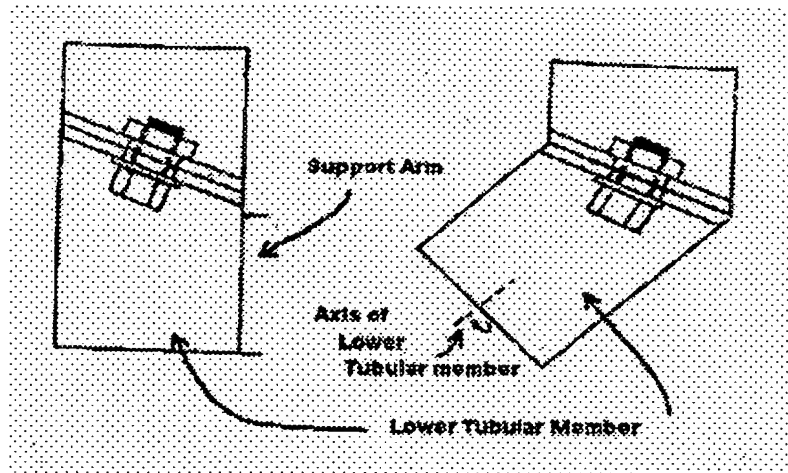 Support Arm
Axis of
Lower
Tubular member
Lower Tubular Member